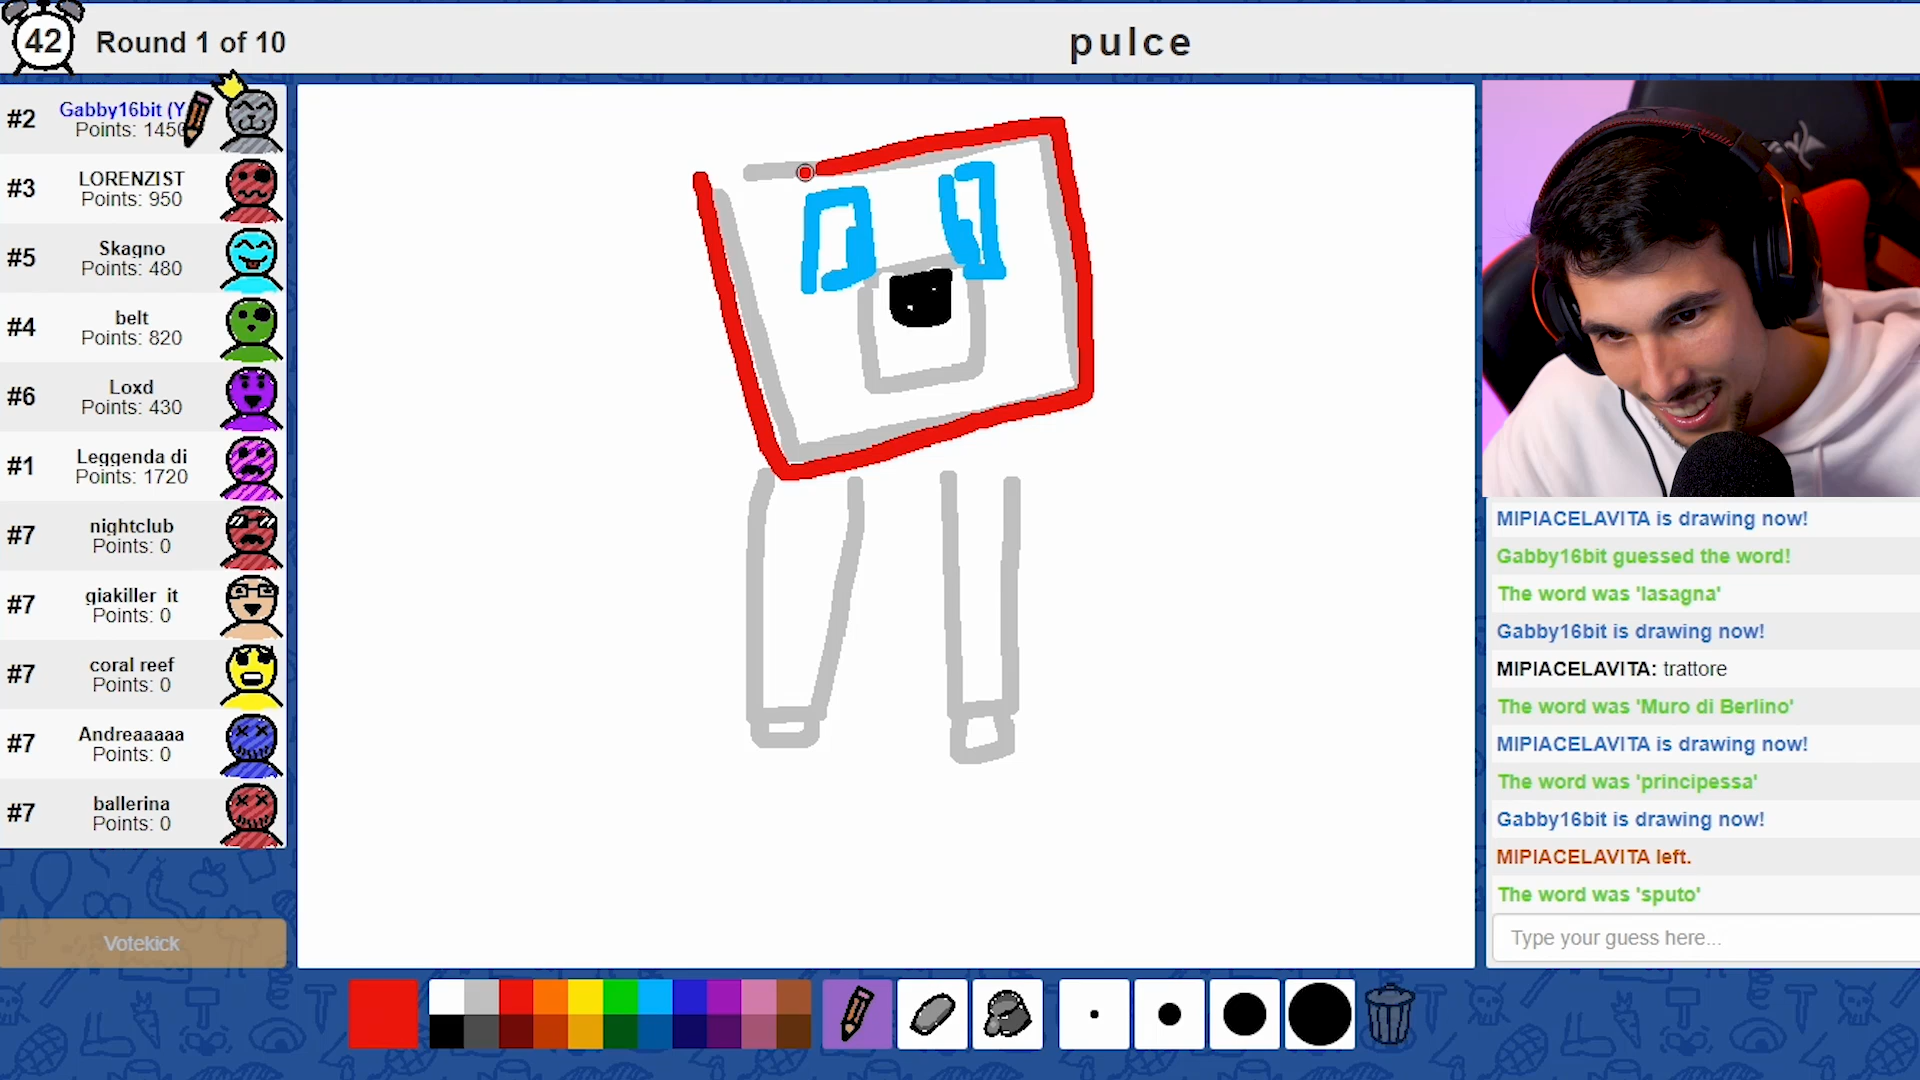 42
Round 1 of 10
pulce
#2
Gabby16bit (Y
Points: 1450
#3
LORENZIST
Points: 950
#5
Skagno
Points: 480
#4
belt
Points: 820
#6
Loxd
Points: 430
#1
Leggenda di
Points: 1720
#7
nightclub
Points: 0
#7
giakiller_it
Points: 0
#7
coral reef
Points: 0
#7
Andreaaaaa
Points: 0
#7
ballerina
Points: 0
Votekick
MIPIACELAVITA is drawing now!
Gabby16bit guessed the word!
The word was 'lasagna'
Gabby16bit is drawing now!
MIPIACELAVITA: trattore
The word was 'Muro di Berlino'
MIPIACELAVITA is drawing now!
The word was 'principessa'
Gabby16bit is drawing now!
MIPIACELAVITA left.
The word was 'sputo'
Type your guess here...